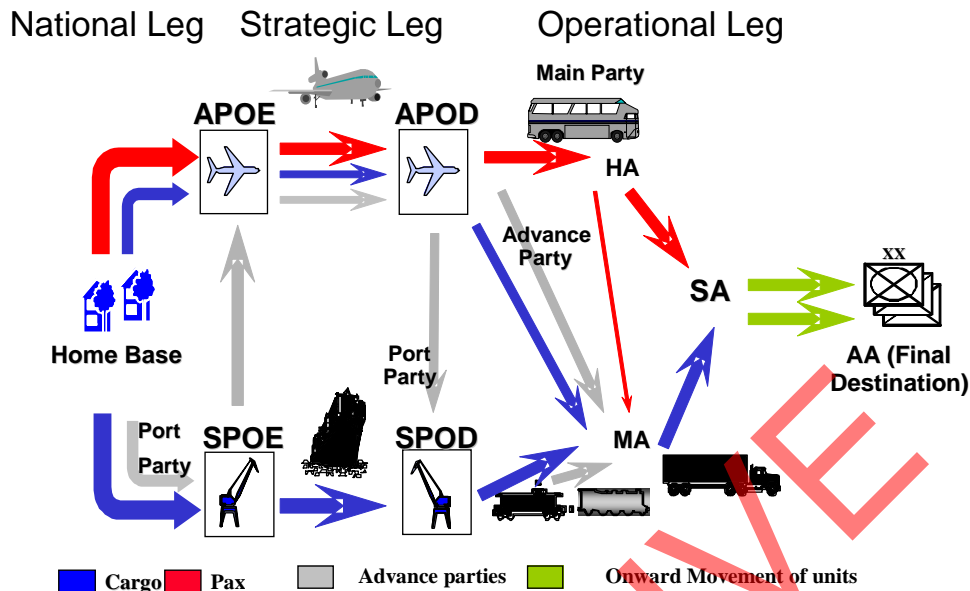 National Leg Strategic Leg Operational Leg
Main Party
APOE APOD
HA
Advance
Party
SA
xx
Home Base
AA (Final
Destination)
Port
Party
Port
Party
SPOE SPOD
MA
Cargo Pax Advance parties Onward Movement of units